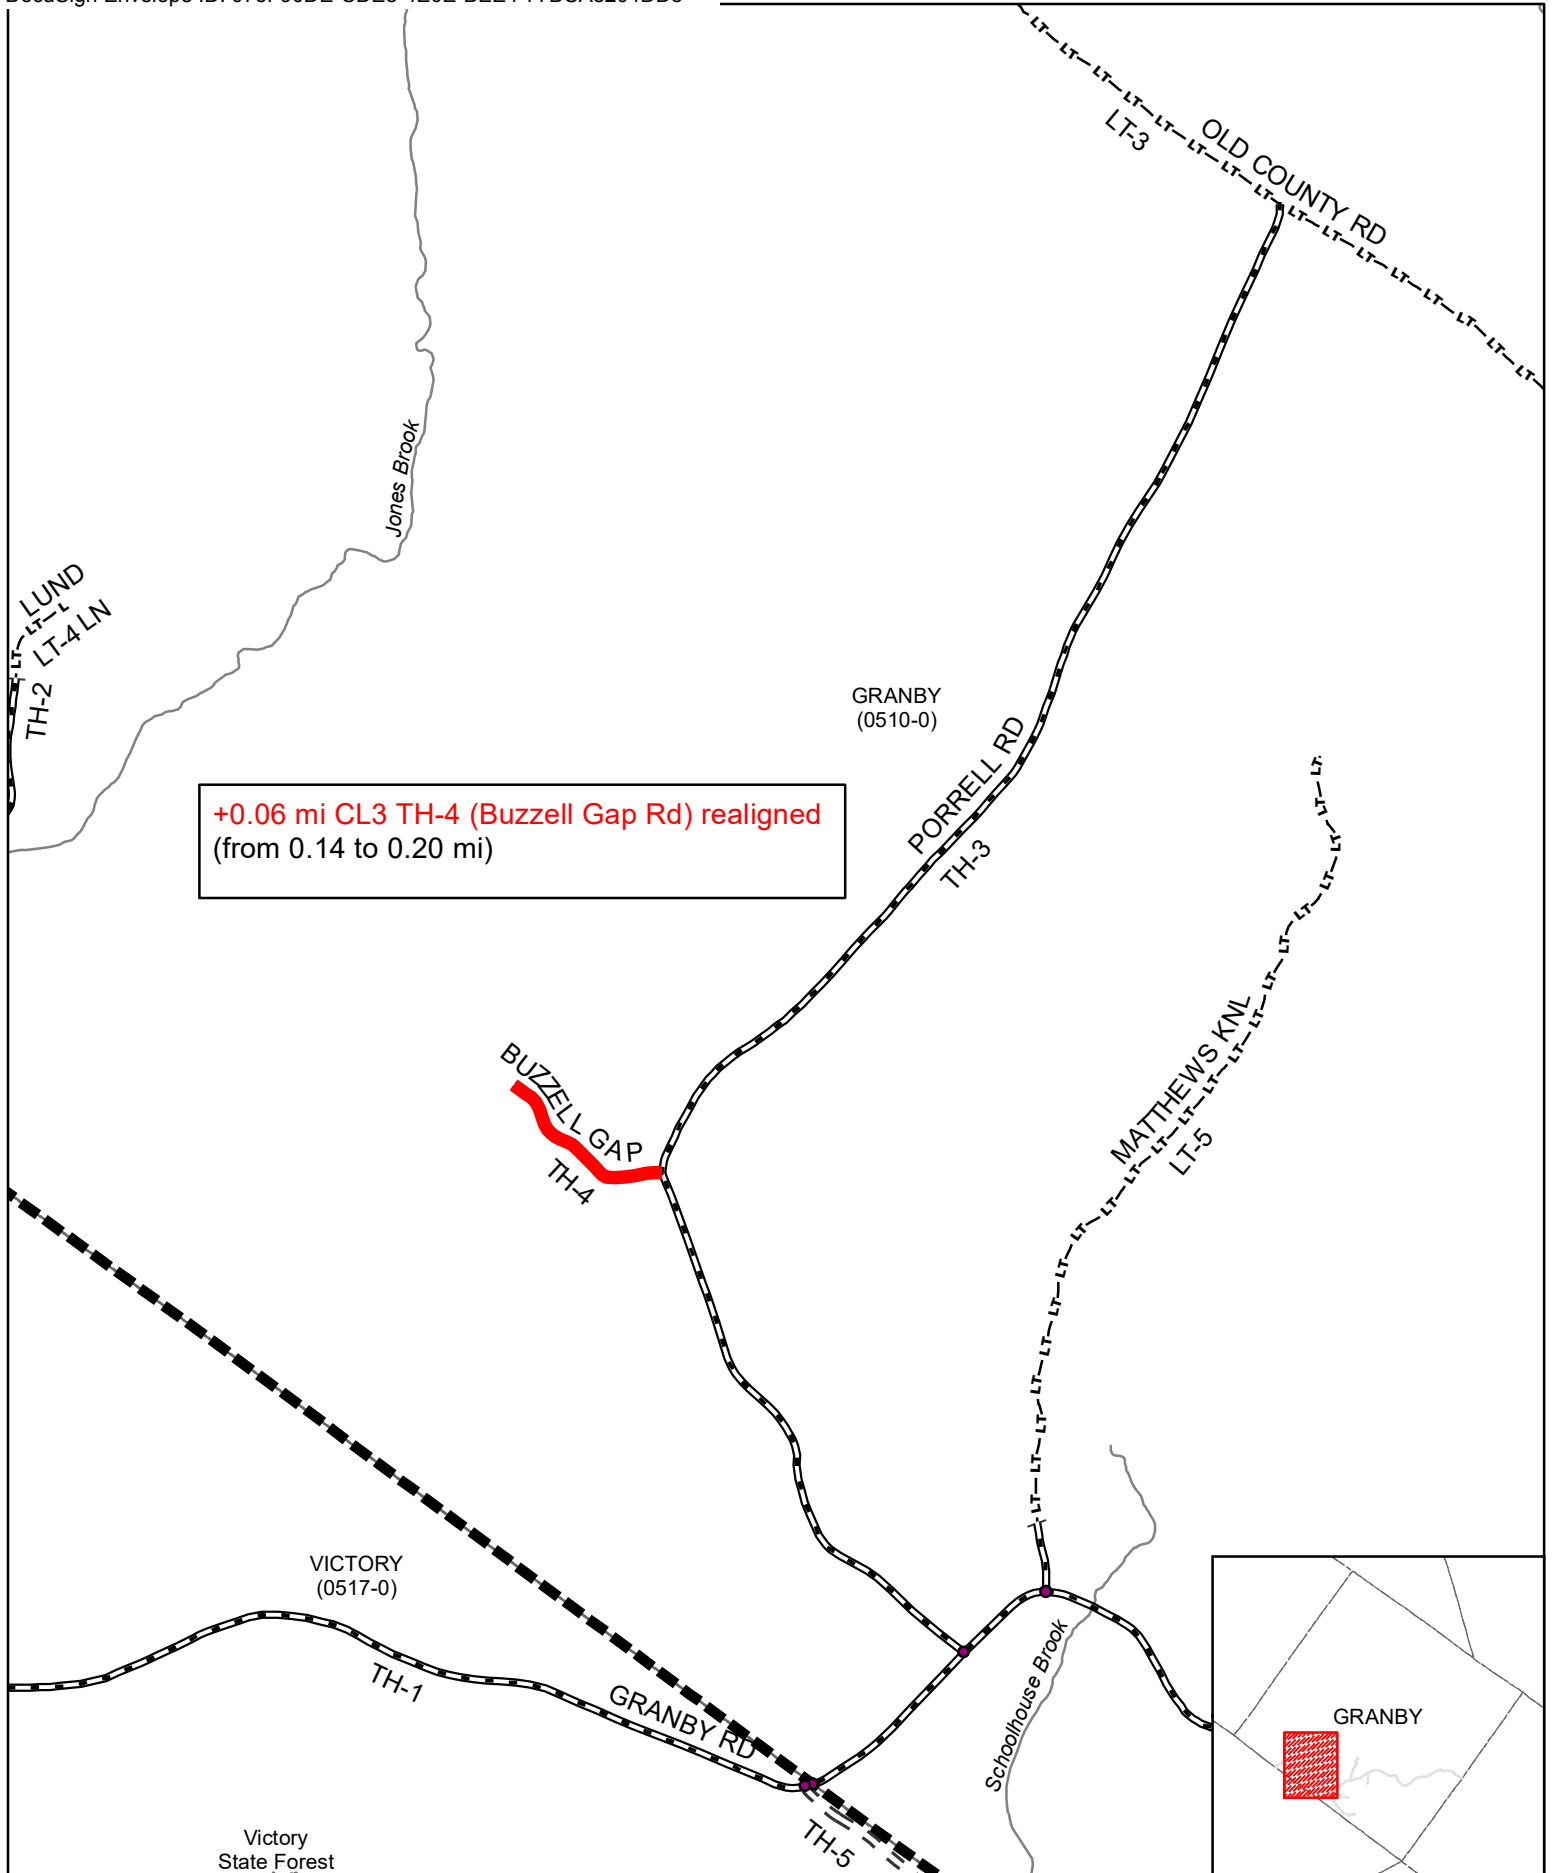 LT-3
OLD COUNTY RD
Jones Brook
LUND
LT-4 LN
TH-2
GRANBY
(0510-0)
PORRELL RD
TH-3
+0.06 mi CL3 TH-4 (Buzzell Gap Rd) realigned
(from 0.14 to 0.20 mi)
BUZZELL GAP
TH-4
MATTHEWS KNL
LT-5
VICTORY
(0517-0)
TH-1
GRANBY RD
Schoolhouse Brook
TH-5
Victory
State Forest
GRANBY